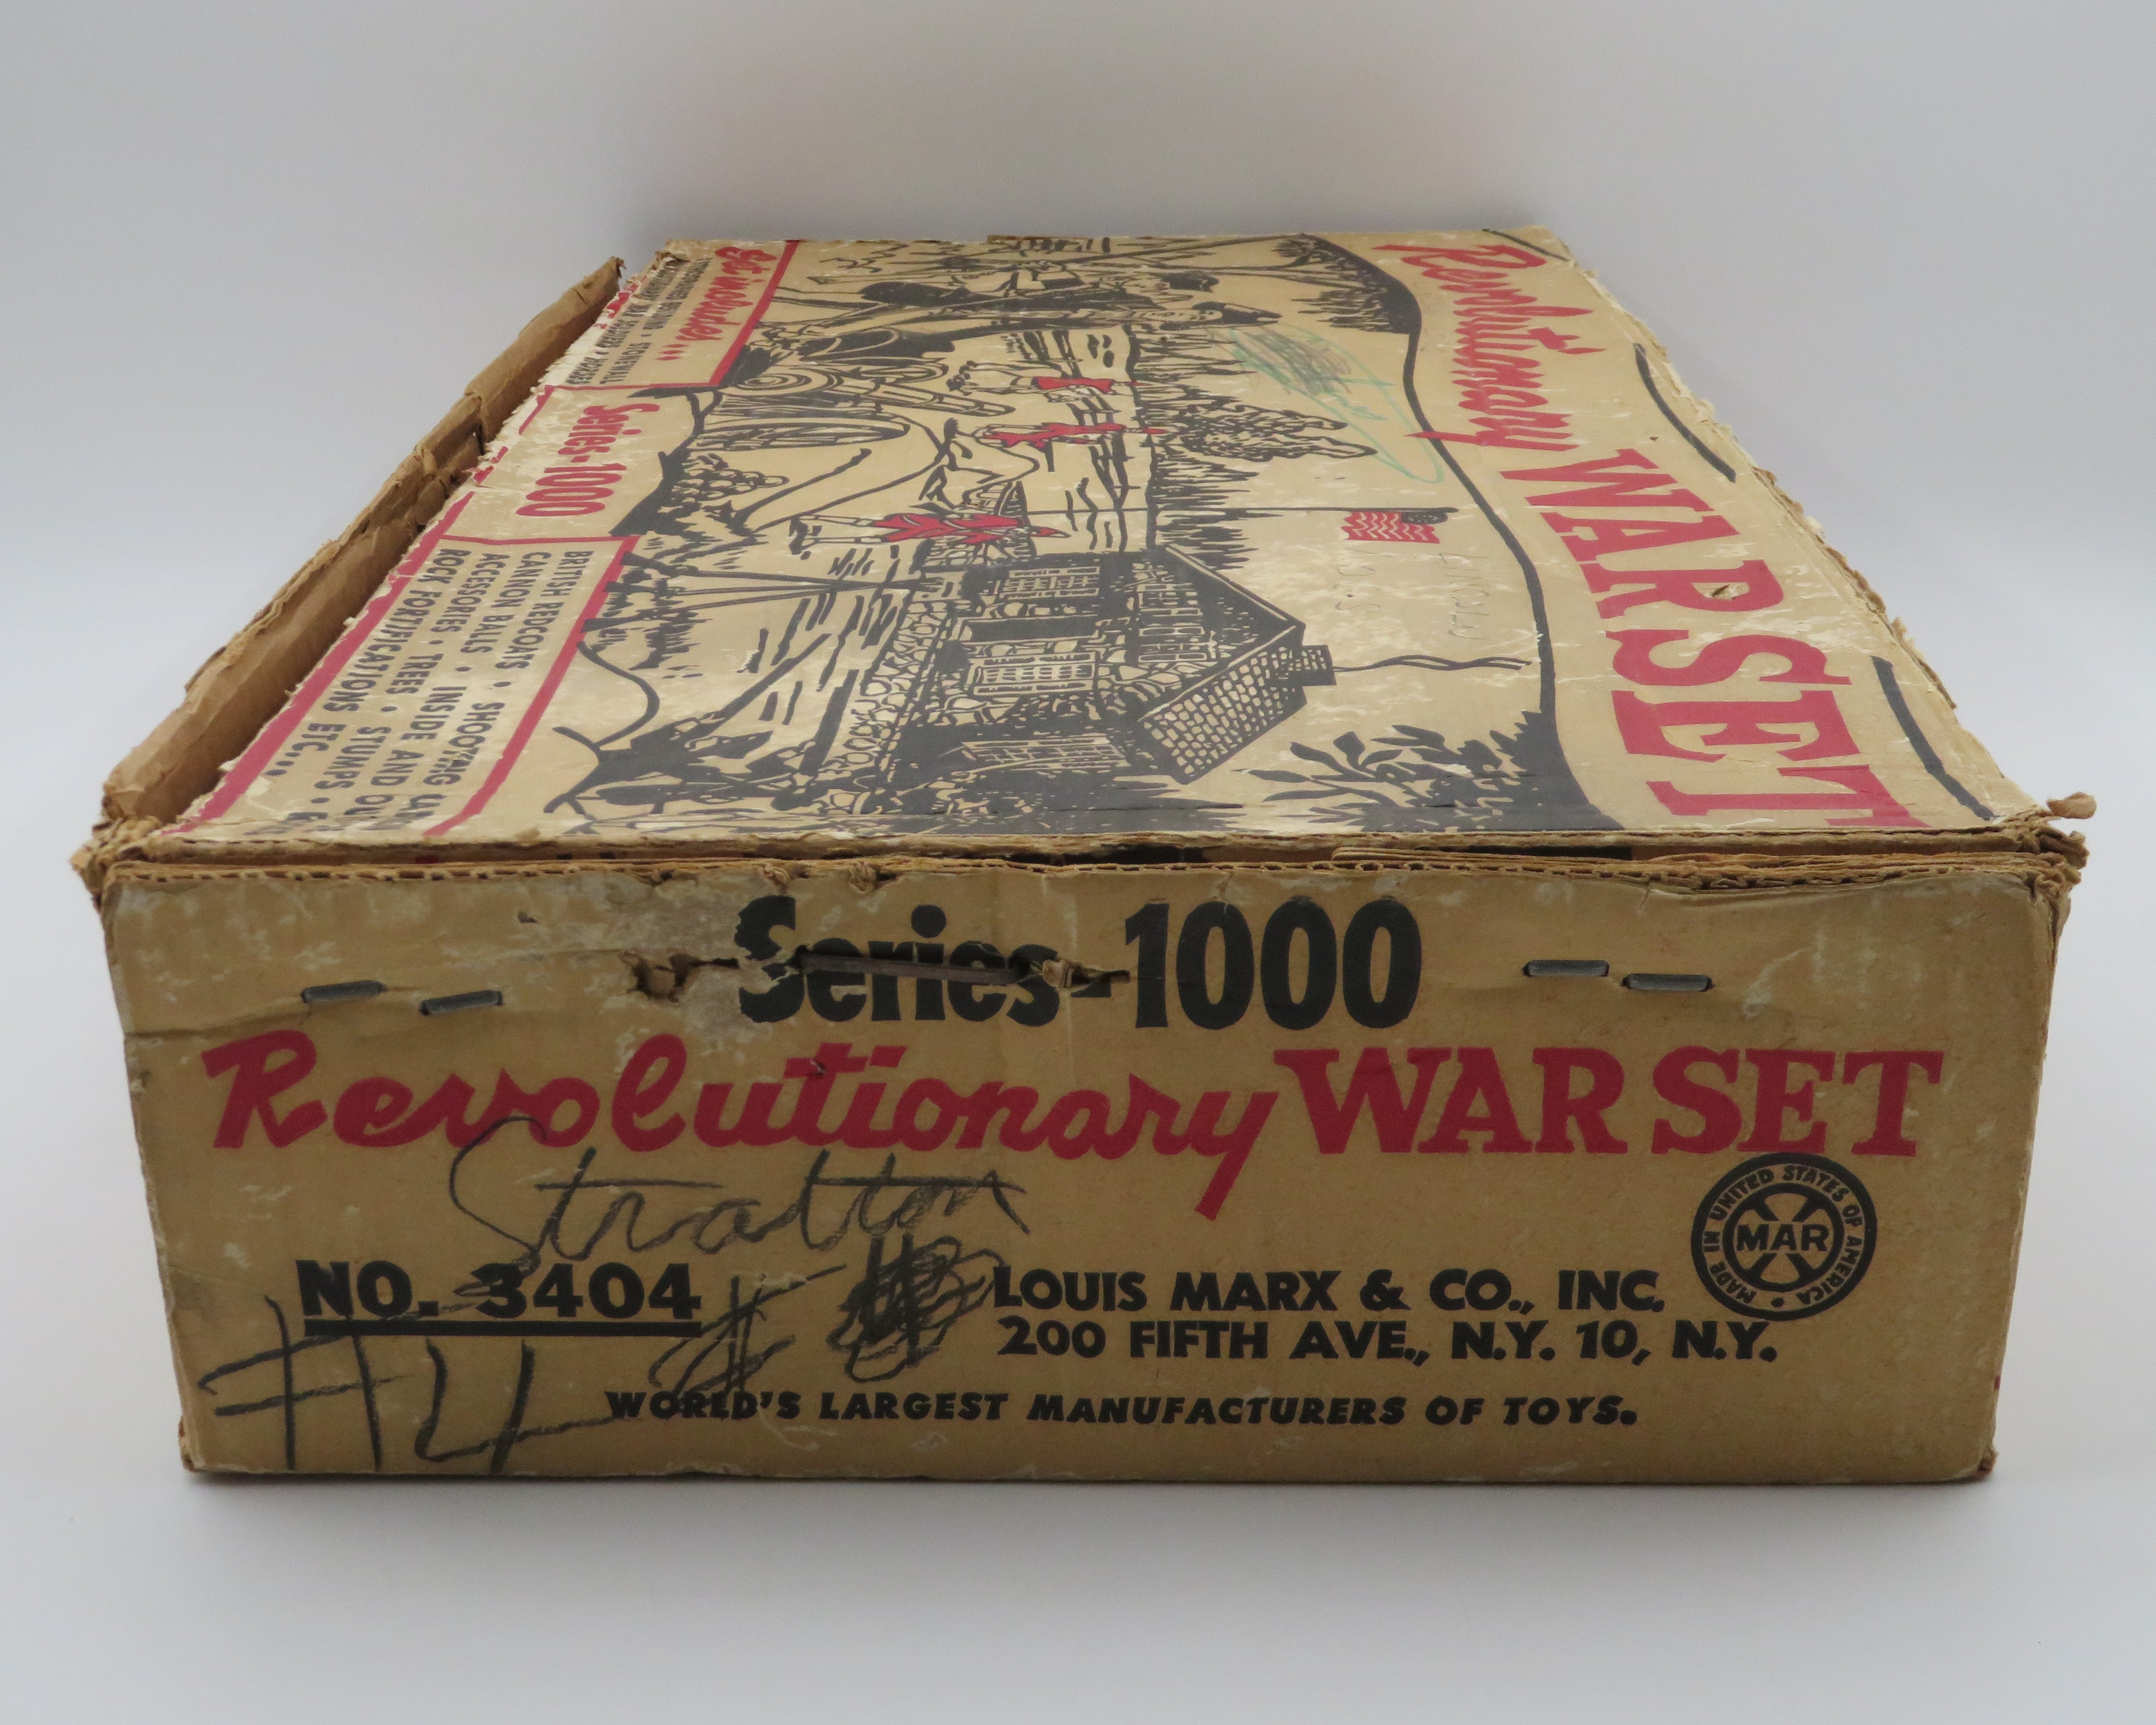 Revolutionary WAR SET
Set includes...
Series-1000
BRITISH REDCOATS • SHOOTING
CANNON BALLS • INSIDE AND
ACCESSORIES • TREES • STUMPS •
ROCK FORTIFICATIONS ETC...
LINCOLN
Series-1000
Revolutionary WAR SET
Stratton
NO. 3404
#4
LOUIS MARX & CO., INC.
200 FIFTH AVE., N.Y. 10, N.Y.
WORLD'S LARGEST MANUFACTURERS OF TOYS.
MADE IN UNITED STATES OF AMERICA •
MAR X